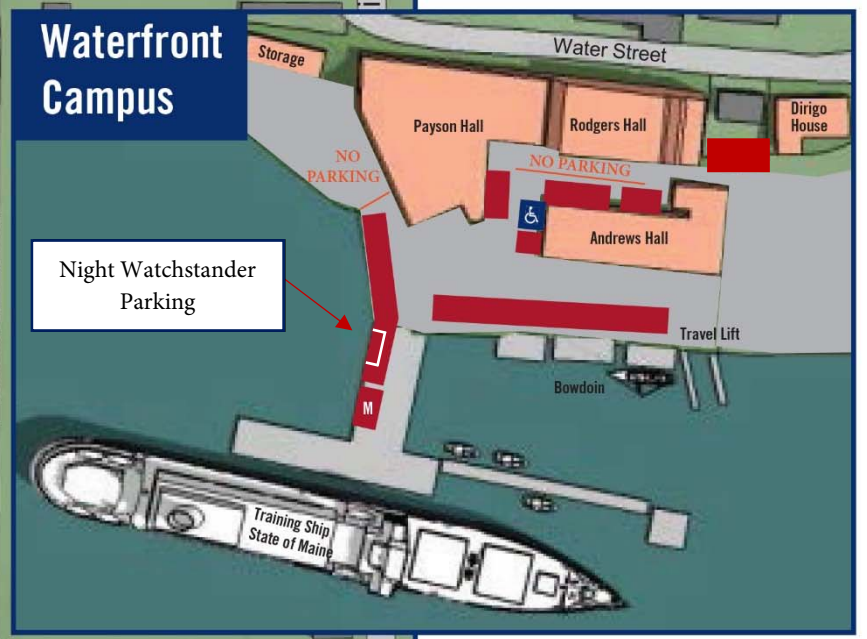 Waterfront
Campus
Storage
Water Street
Payson Hall
Rodgers Hall
Dirigo
House
NO
PARKING
NO PARKING
Andrews Hall
Night Watchstander
Parking
Travel Lift
Bowdoin
M
Training Ship
State of Maine